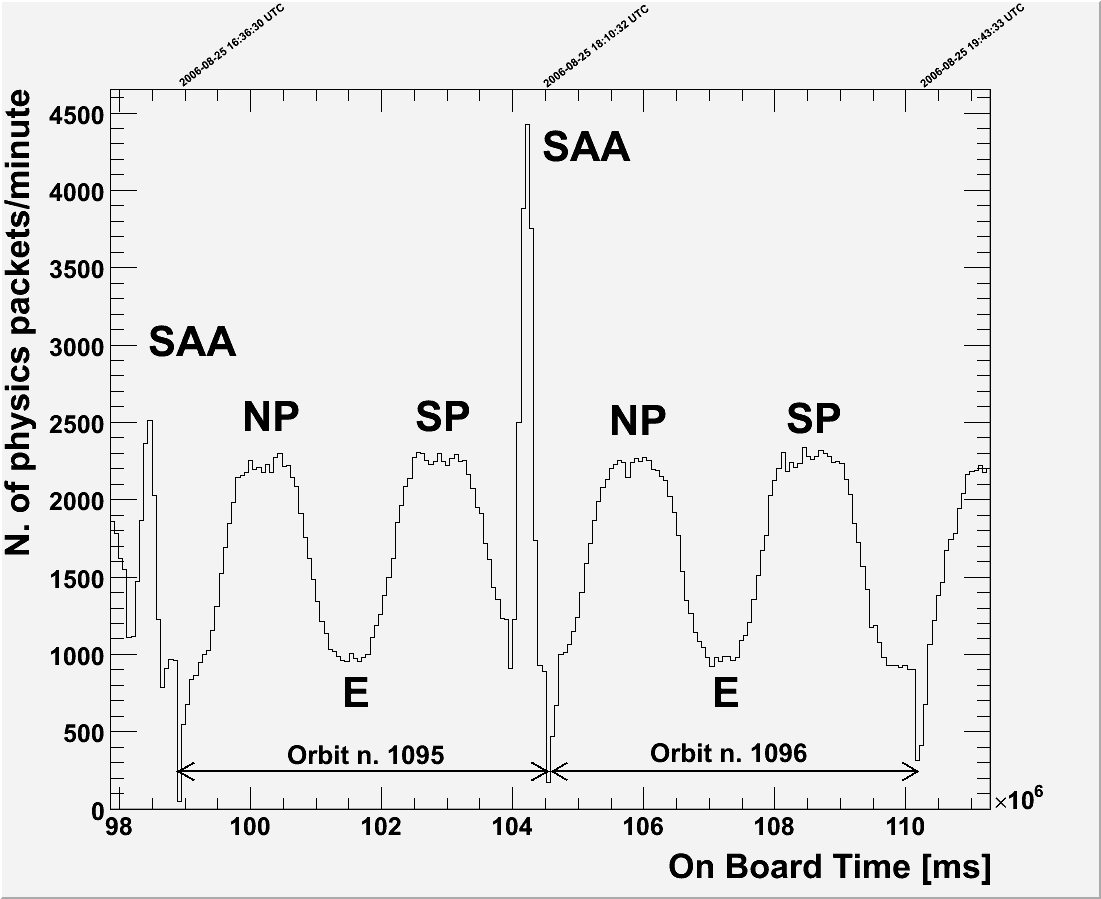 2006-08-25 16:36:30 UTC
2006-08-25 18:10:32 UTC
2006-08-25 19:43:33 UTC
N. of physics packets/minute
4500
4000
3500
3000
2500
2000
1500
1000
500
0
SAA
SAA
NP
SP
NP
SP
E
E
Orbit n. 1095
Orbit n. 1096
98
100
102
104
106
108
110
×10⁶
On Board Time [ms]